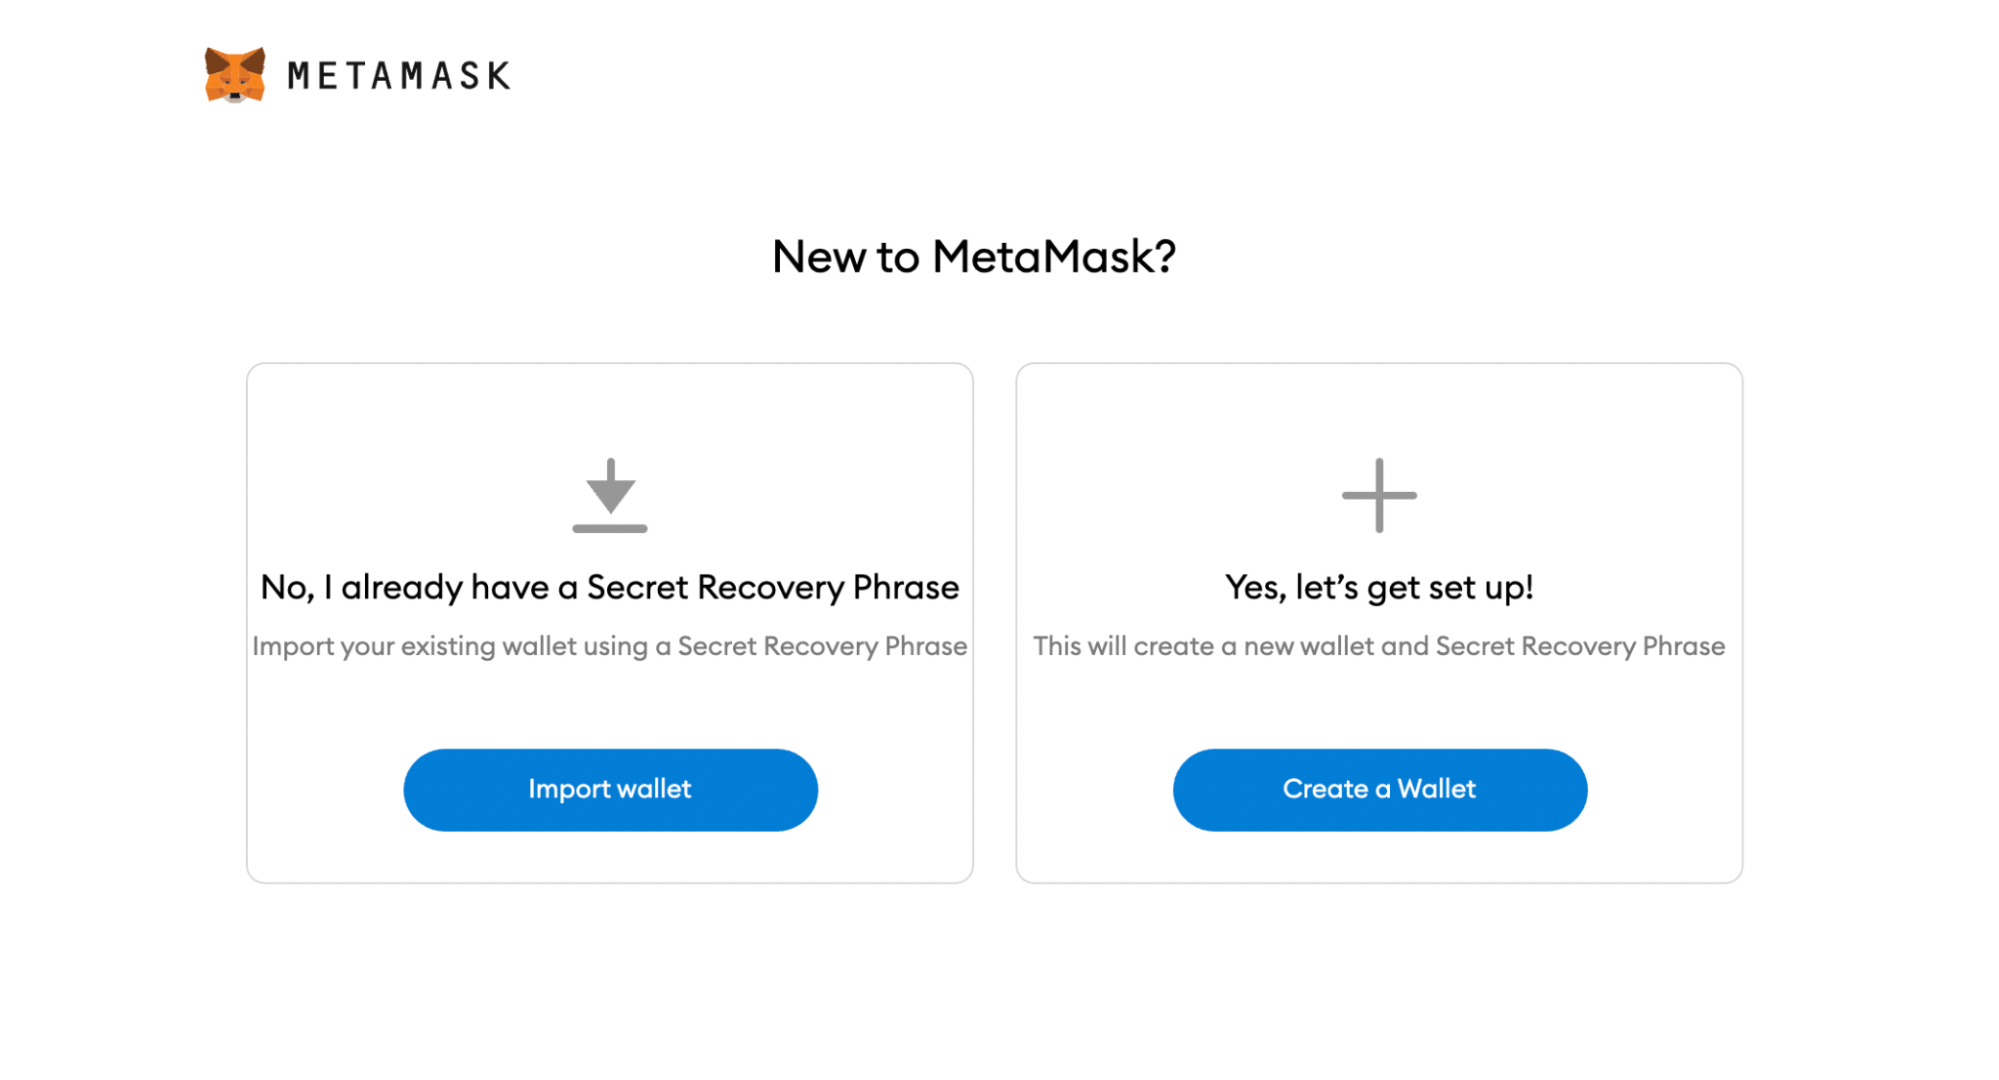 METAMASK
New to MetaMask?
No, I already have a Secret Recovery Phrase
Import your existing wallet using a Secret Recovery Phrase
Import wallet
Yes, let’s get set up!
This will create a new wallet and Secret Recovery Phrase
Create a Wallet